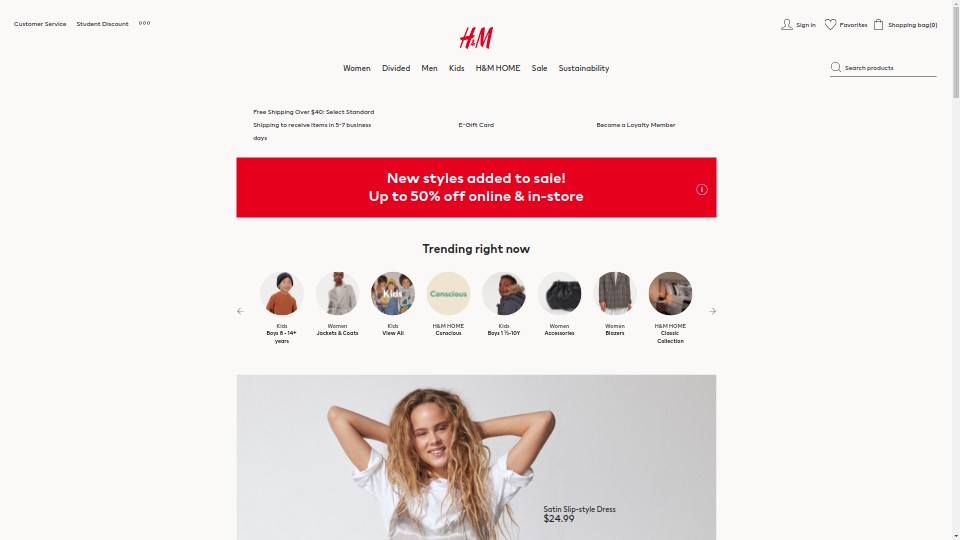 Customer Service
Student Discount
H&M
Sign in
Favorites
Shopping bag(0)
Women
Divided
Men
Kids
H&M HOME
Sale
Sustainability
Search products
Free Shipping Over $40: Select Standard
Shipping to receive items in 5-7 business
days
E-Gift Card
Become a Loyalty Member
New styles added to sale!
Up to 50% off online & in-store
Trending right now
Kids
Conscious
Kids
Boys 8 - 14+
years
Women
Jackets & Coats
Kids
View All
H&M HOME
Conscious
Kids
Boys 1 ½-10Y
Women
Accessories
Women
Blazers
H&M HOME
Classic
Collection
Satin Slip-style Dress
$24.99